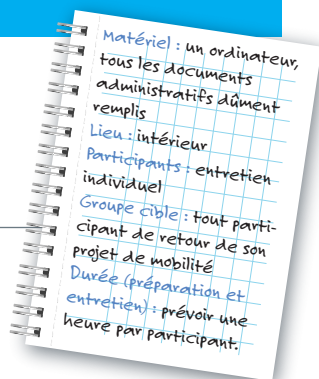 Matériel : un ordinateur,
tous les documents
administratifs dûment
remplis
Lieu : intérieur
Participants : entretien
individuel
Groupe cible : tout parti-
cipant de retour de son
projet de mobilité
Durée (préparation et
entretien) : prévoir une
heure par participant.